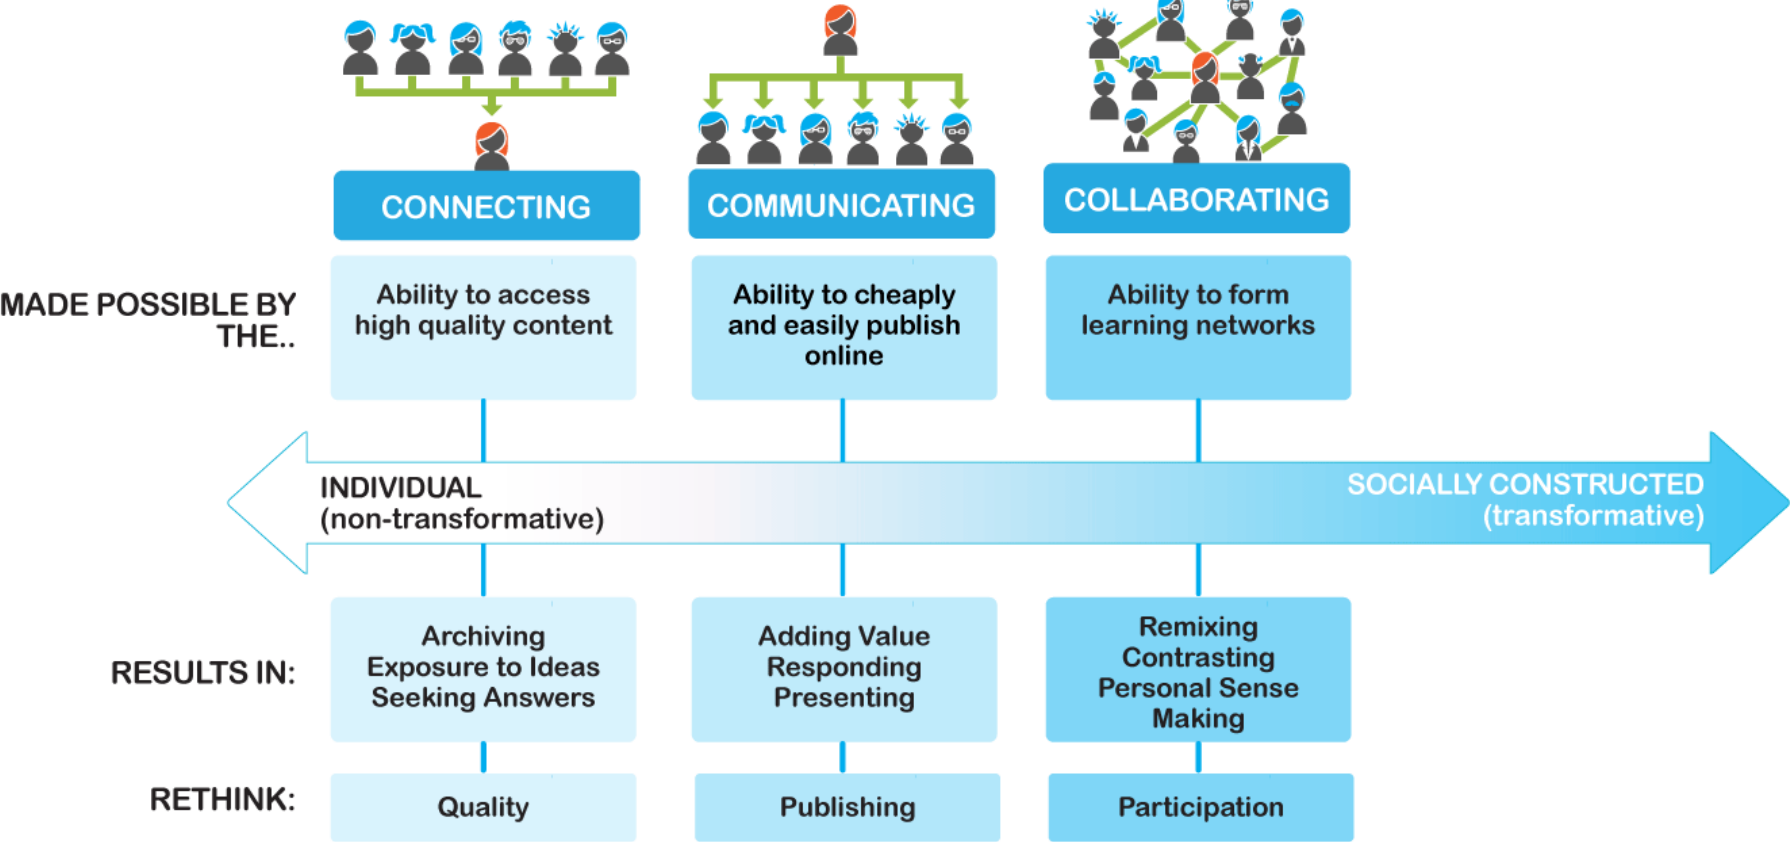 CONNECTING
COMMUNICATING
COLLABORATING
MADE POSSIBLE BY
THE..
Ability to access
high quality content
Ability to cheaply
and easily publish
online
Ability to form
learning networks
INDIVIDUAL
(non-transformative)
SOCIALLY CONSTRUCTED
(transformative)
RESULTS IN:
Archiving
Exposure to Ideas
Seeking Answers
Adding Value
Responding
Presenting
Remixing
Contrasting
Personal Sense
Making
RETHINK:
Quality
Publishing
Participation